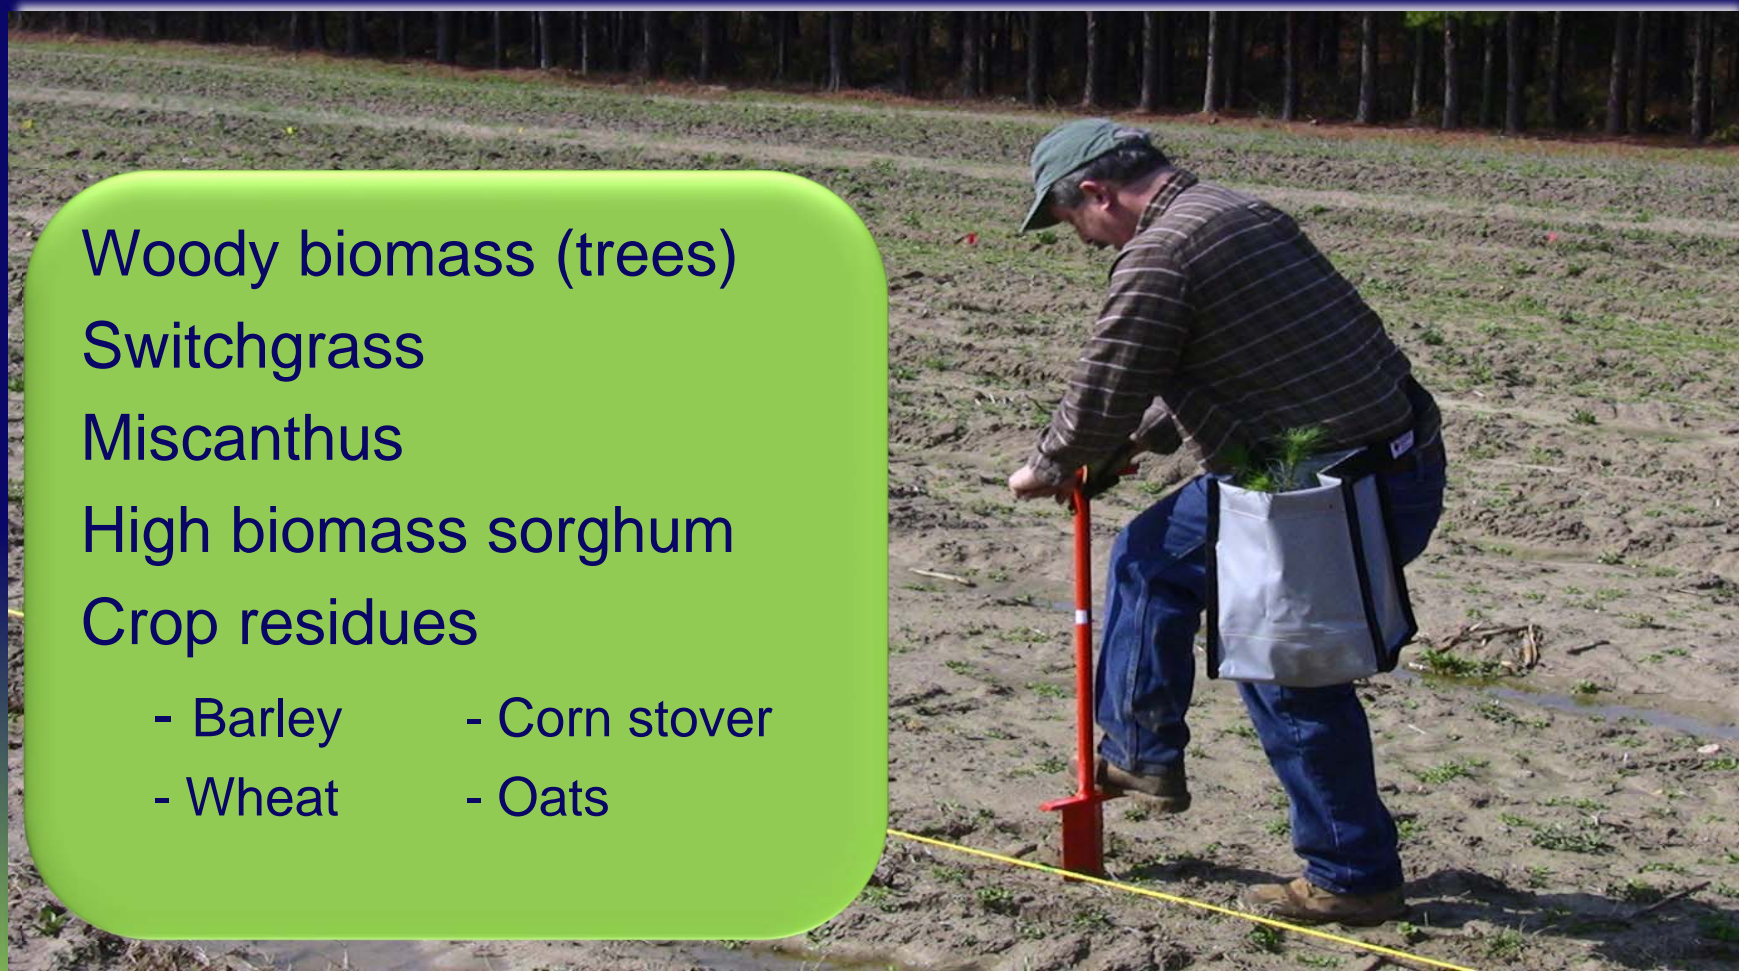 Woody biomass (trees)
Switchgrass
Miscanthus
High biomass sorghum
Crop residues
- Barley - Corn stover
- Wheat - Oats